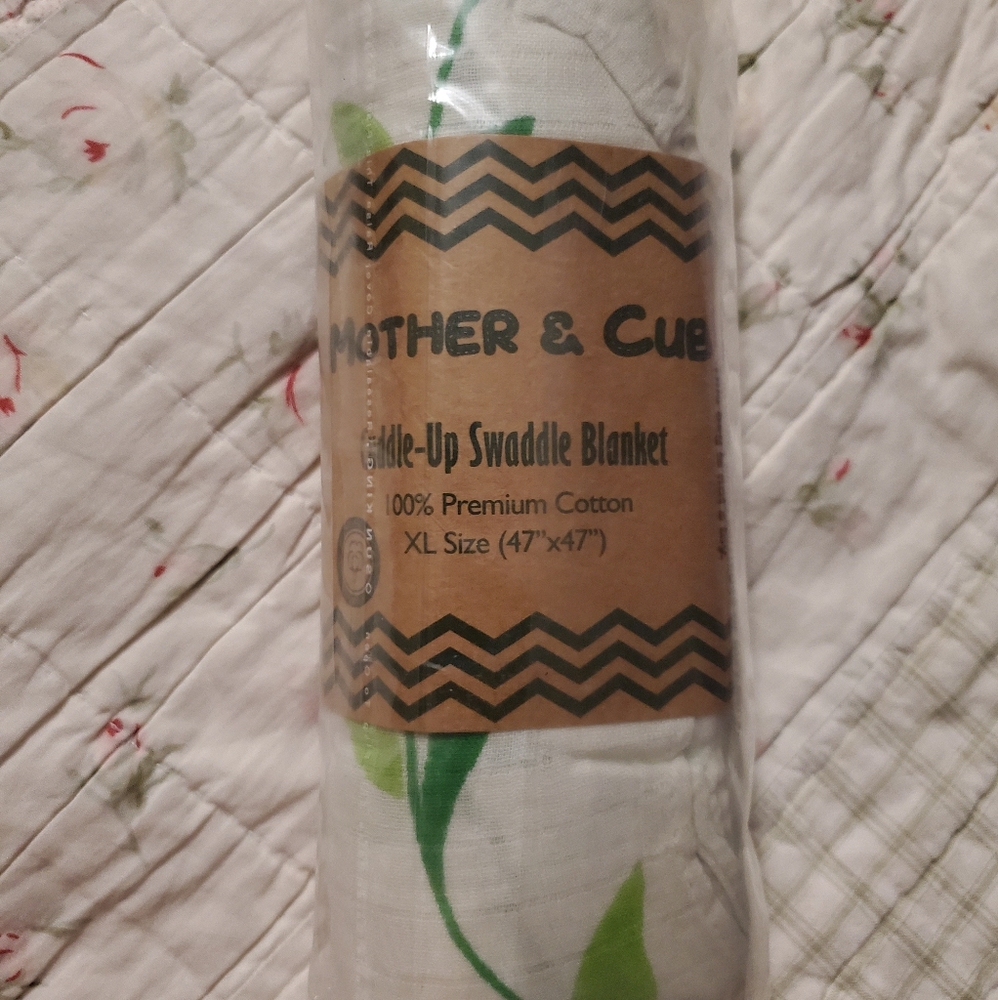 MOTHER & CUB
Cuddle-Up Swaddle Blanket
100% Premium Cotton
XL Size (47"x47")